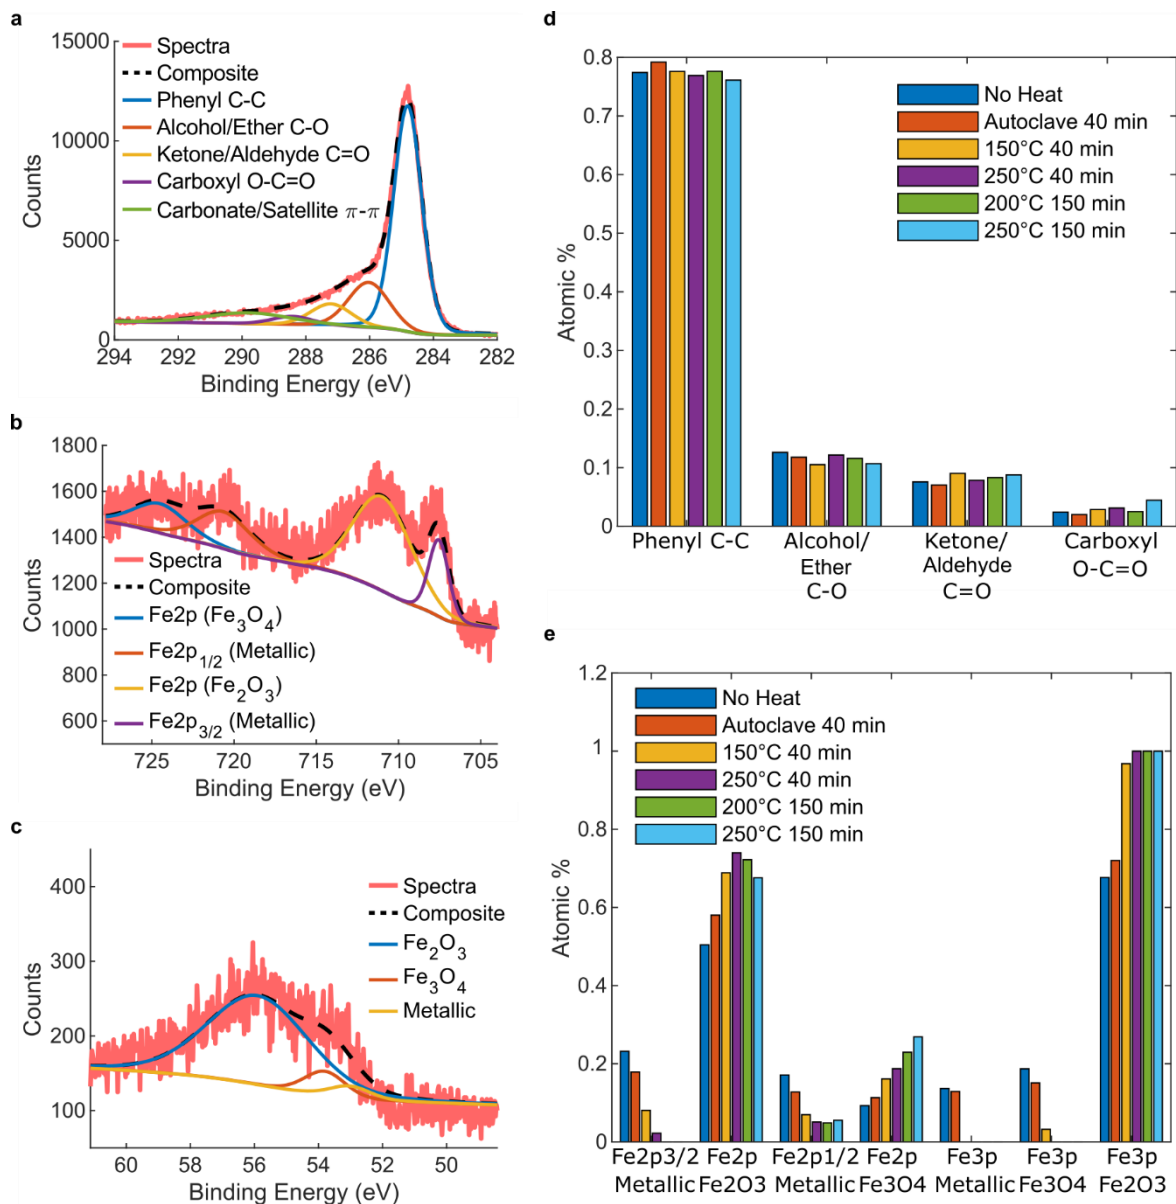 a
15000
10000
5000
0
Counts
Spectra
Composite
Phenyl C-C
Alcohol/Ether C-O
Ketone/Aldehyde C=O
Carboxyl O-C=O
Carbonate/Satellite π-π
294 292 290 288 286 284 282
Binding Energy (eV)
b
1800
1600
1400
1200
1000
800
600
Counts
Spectra
Composite
Fe2p (Fe3O4)
Fe2p1/2 (Metallic)
Fe2p (Fe2O3)
Fe2p3/2 (Metallic)
725 720 715 710 705
Binding Energy (eV)
c
400
300
200
100
Counts
Spectra
Composite
Fe2O3
Fe3O4
Metallic
60 58 56 54 52 50
Binding Energy (eV)
d
0.8
0.7
0.6
0.5
0.4
0.3
0.2
0.1
0
Atomic %
No Heat
Autoclave 40 min
150°C 40 min
250°C 40 min
200°C 150 min
250°C 150 min
Phenyl C-C Alcohol/ Ketone/ Carboxyl
Ether Aldehyde O-C=O
C-O C=O
e
1.2
1
0.8
0.6
0.4
0.2
0
Atomic %
No Heat
Autoclave 40 min
150°C 40 min
250°C 40 min
200°C 150 min
250°C 150 min
Fe2p3/2 Fe2p Fe2p1/2 Fe2p Fe3p Fe3p Fe3p
Metallic Fe2O3 Metallic Fe3O4 Metallic Fe3O4 Fe2O3